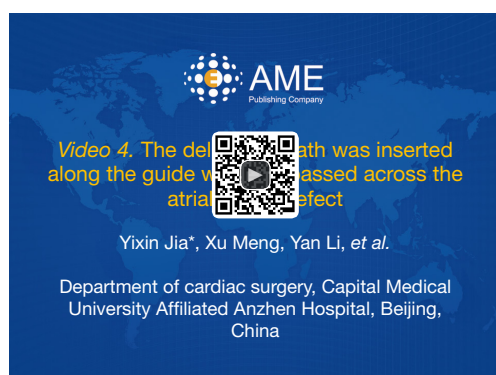 AME
Publishing Company
Video 4. The del ath was inserted
along the guide w assed across the
atrial efect
Yixin Jia*, Xu Meng, Yan Li, et al.
Department of cardiac surgery, Capital Medical
University Affiliated Anzhen Hospital, Beijing,
China